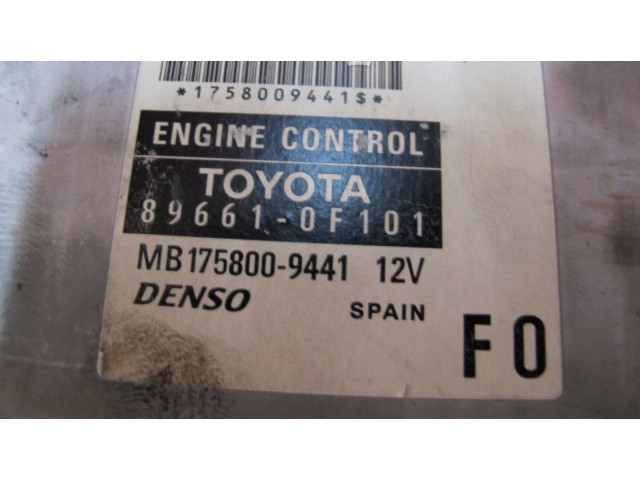 *1758009441$*
ENGINE CONTROL
TOYOTA
89661-0F101
MB175800-9441 12V
DENSO SPAIN
F0